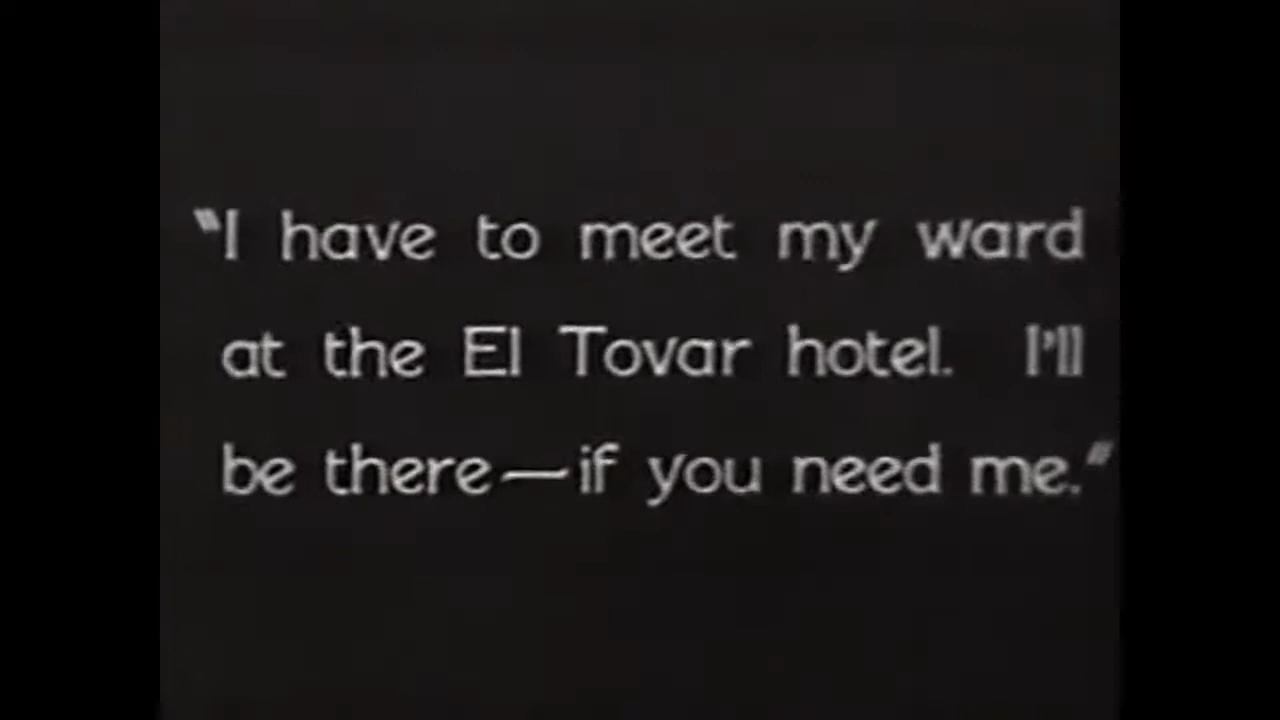 "I have to meet my ward
at the El Tovar hotel. I'll
be there—if you need me."